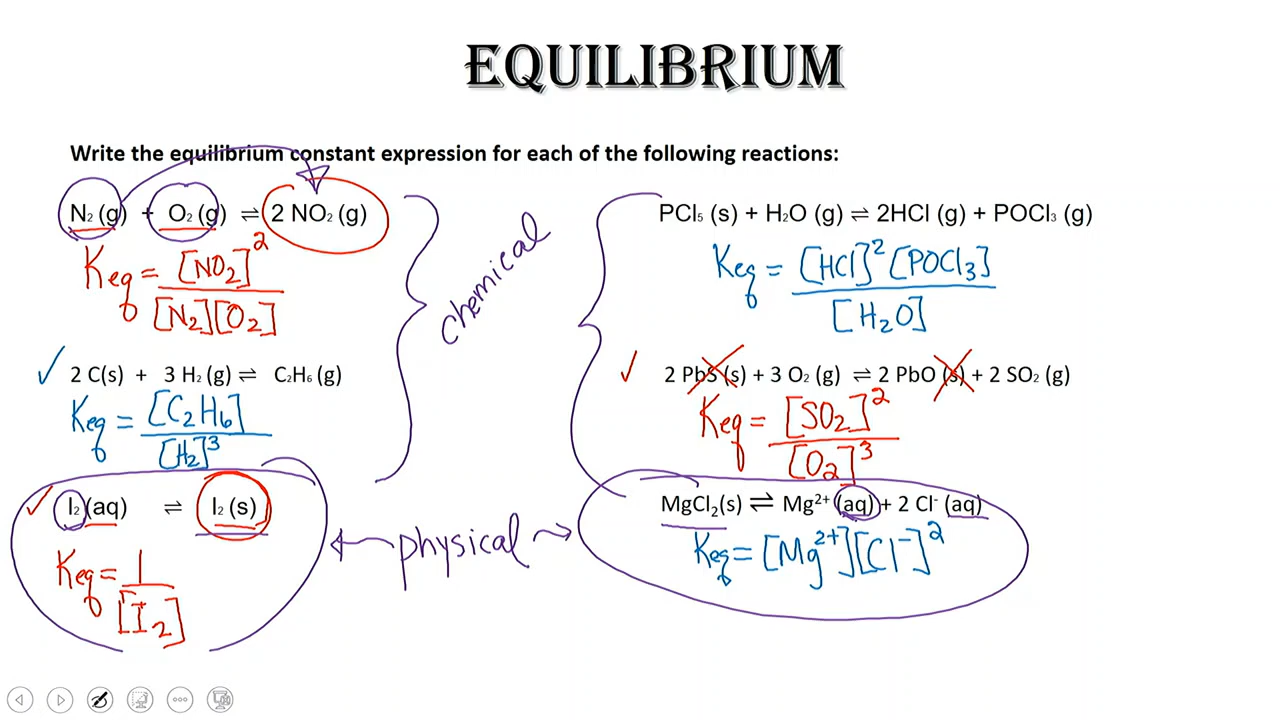 EQUILIBRIUM
Write the equilibrium constant expression for each of the following reactions:
N₂ (g) + O₂ (g) ⇌ 2 NO₂ (g)
Keq = [NO₂]²
[N₂][O₂]
2 C(s) + 3 H₂ (g) ⇌ C₂H₆ (g)
Keq = [C₂H₆]
[H₂]³
I₂ (aq) ⇌ I₂ (s)
Keq = 1
[I₂]
chemical
physical
PCl₅ (s) + H₂O (g) ⇌ 2HCl (g) + POCl₃ (g)
Keq = [HCl]² [POCl₃]
[H₂O]
2 PbS (s) + 3 O₂ (g) ⇌ 2 PbO (s) + 2 SO₂ (g)
Keq = [SO₂]²
[O₂]³
MgCl₂(s) ⇌ Mg²⁺ (aq) + 2 Cl⁻ (aq)
Keq = [Mg²⁺][Cl⁻]²